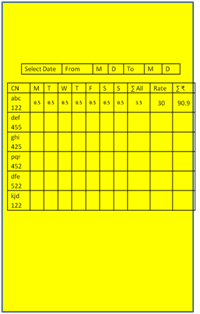 Select Date From M D To M D
CN M T W T F S S ∑ All Rate ∑ ₹
abc
122 0.5 0.5 0.5 0.5 0.5 0.5 0.5 3.5 30 90.9
def
455
ghi
425
pqr
452
dfe
522
kjd
122